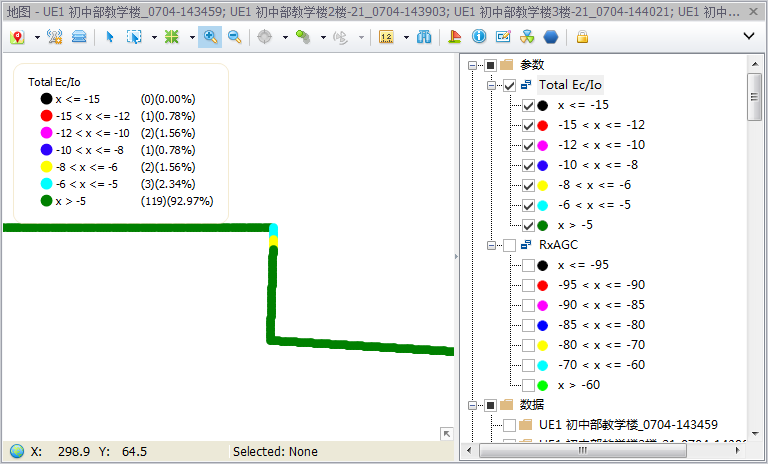 地图 - UE1 初中部教学楼_0704-143459; UE1 初中部教学楼2楼-21_0704-143903; UE1 初中部教学楼3楼-21_0704-144021; UE1 初中...
Total Ec/Io
x <= -15 (0)(0.00%)
-15 < x <= -12 (1)(0.78%)
-12 < x <= -10 (2)(1.56%)
-10 < x <= -8 (1)(0.78%)
-8 < x <= -6 (2)(1.56%)
-6 < x <= -5 (3)(2.34%)
x > -5 (119)(92.97%)
参数
Total Ec/Io
x <= -15
-15 < x <= -12
-12 < x <= -10
-10 < x <= -8
-8 < x <= -6
-6 < x <= -5
x > -5
RxAGC
x <= -95
-95 < x <= -90
-90 < x <= -85
-85 < x <= -80
-80 < x <= -70
-70 < x <= -60
x > -60
数据
UE1 初中部教学楼_0704-143459
X: 298.9 Y: 64.5 Selected: None